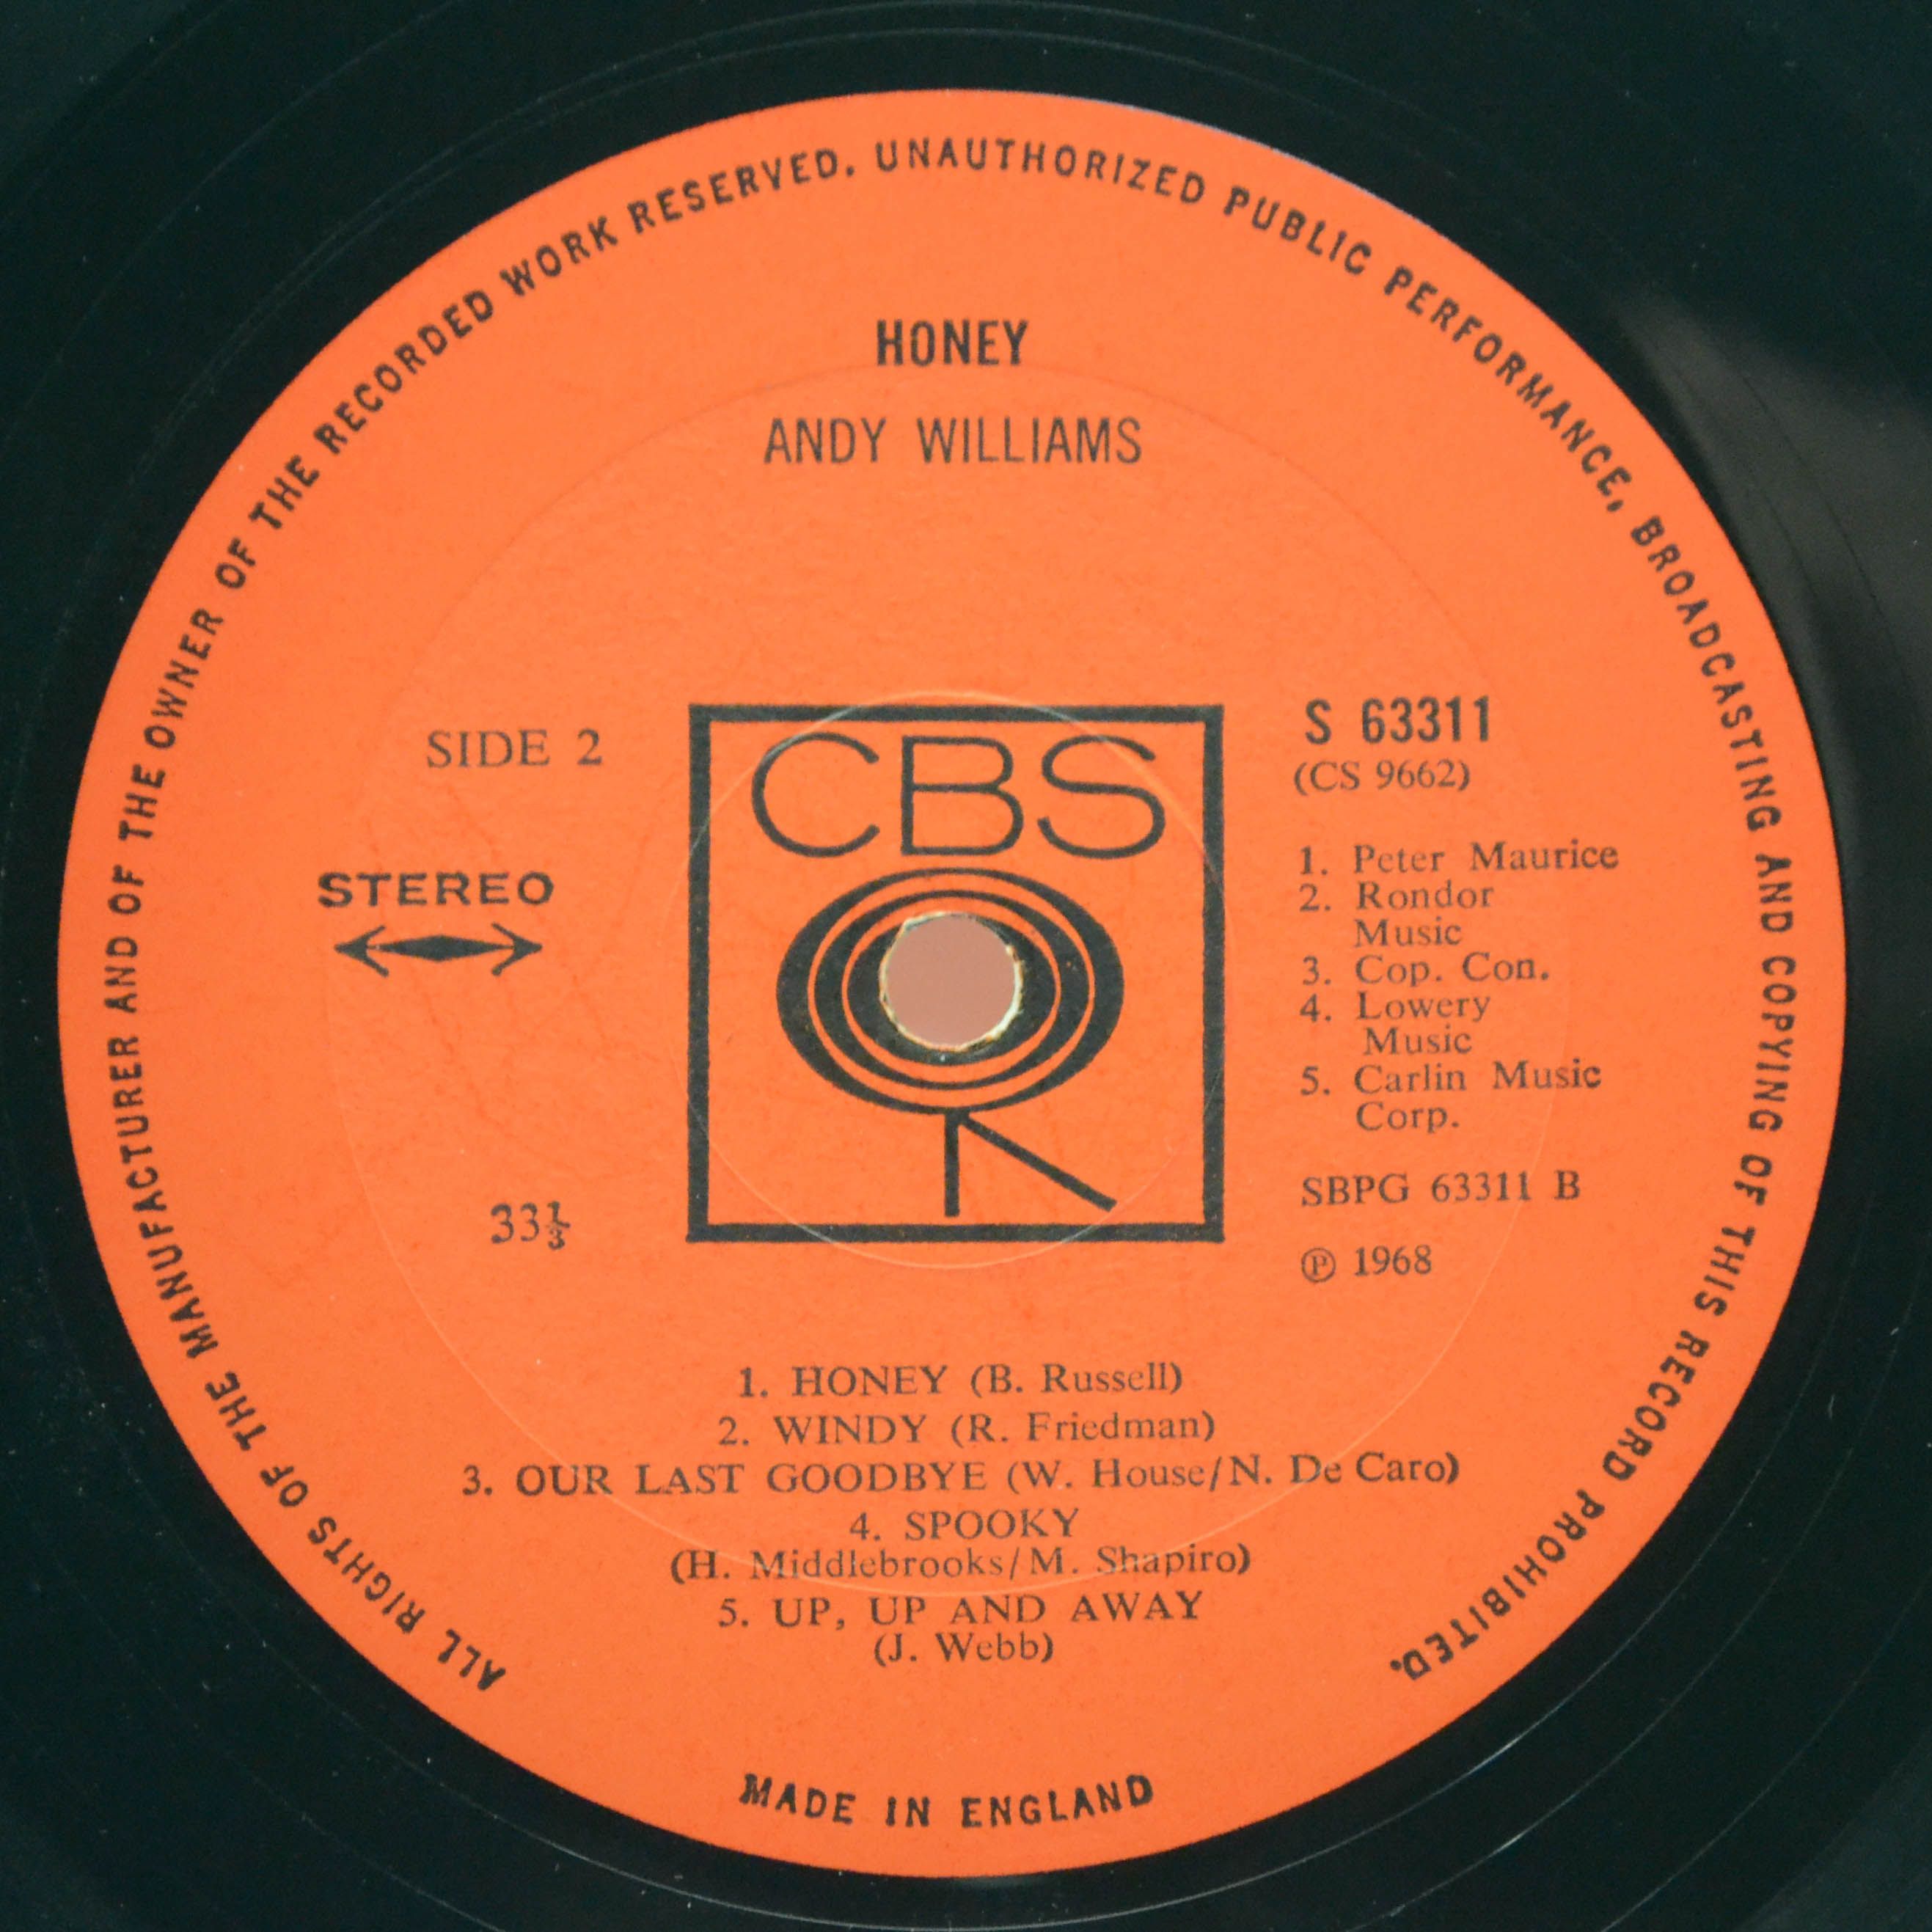 ALL RIGHTS OF THE MANUFACTURER AND OF THE OWNER OF THE RECORDED WORK RESERVED. UNAUTHORIZED PUBLIC PERFORMANCE, BROADCASTING AND COPYING OF THIS RECORD PROHIBITED.
HONEY
ANDY WILLIAMS
SIDE 2
STEREO
33⅓
CBS
S 63311
(CS 9662)
1. Peter Maurice
2. Rondor
Music
3. Cop. Con.
4. Lowery
Music
5. Carlin Music
Corp.
SBPG 63311 B
Ⓟ 1968
1. HONEY (B. Russell)
2. WINDY (R. Friedman)
3. OUR LAST GOODBYE (W. House/N. De Caro)
4. SPOOKY
(H. Middlebrooks/M. Shapiro)
5. UP, UP AND AWAY
(J. Webb)
MADE IN ENGLAND